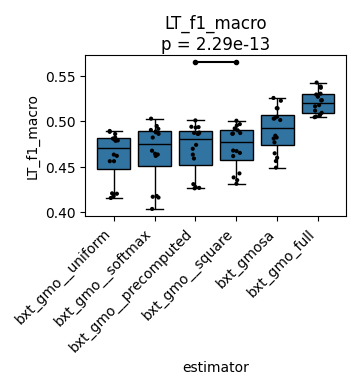 LT_f1_macro
p = 2.29e-13
LT_f1_macro
0.55
0.50
0.45
0.40
bxt_gmo__uniform
bxt_gmo__softmax
bxt_gmo__precomputed
bxt_gmo__square
bxt_gmosa
bxt_gmo_full
estimator